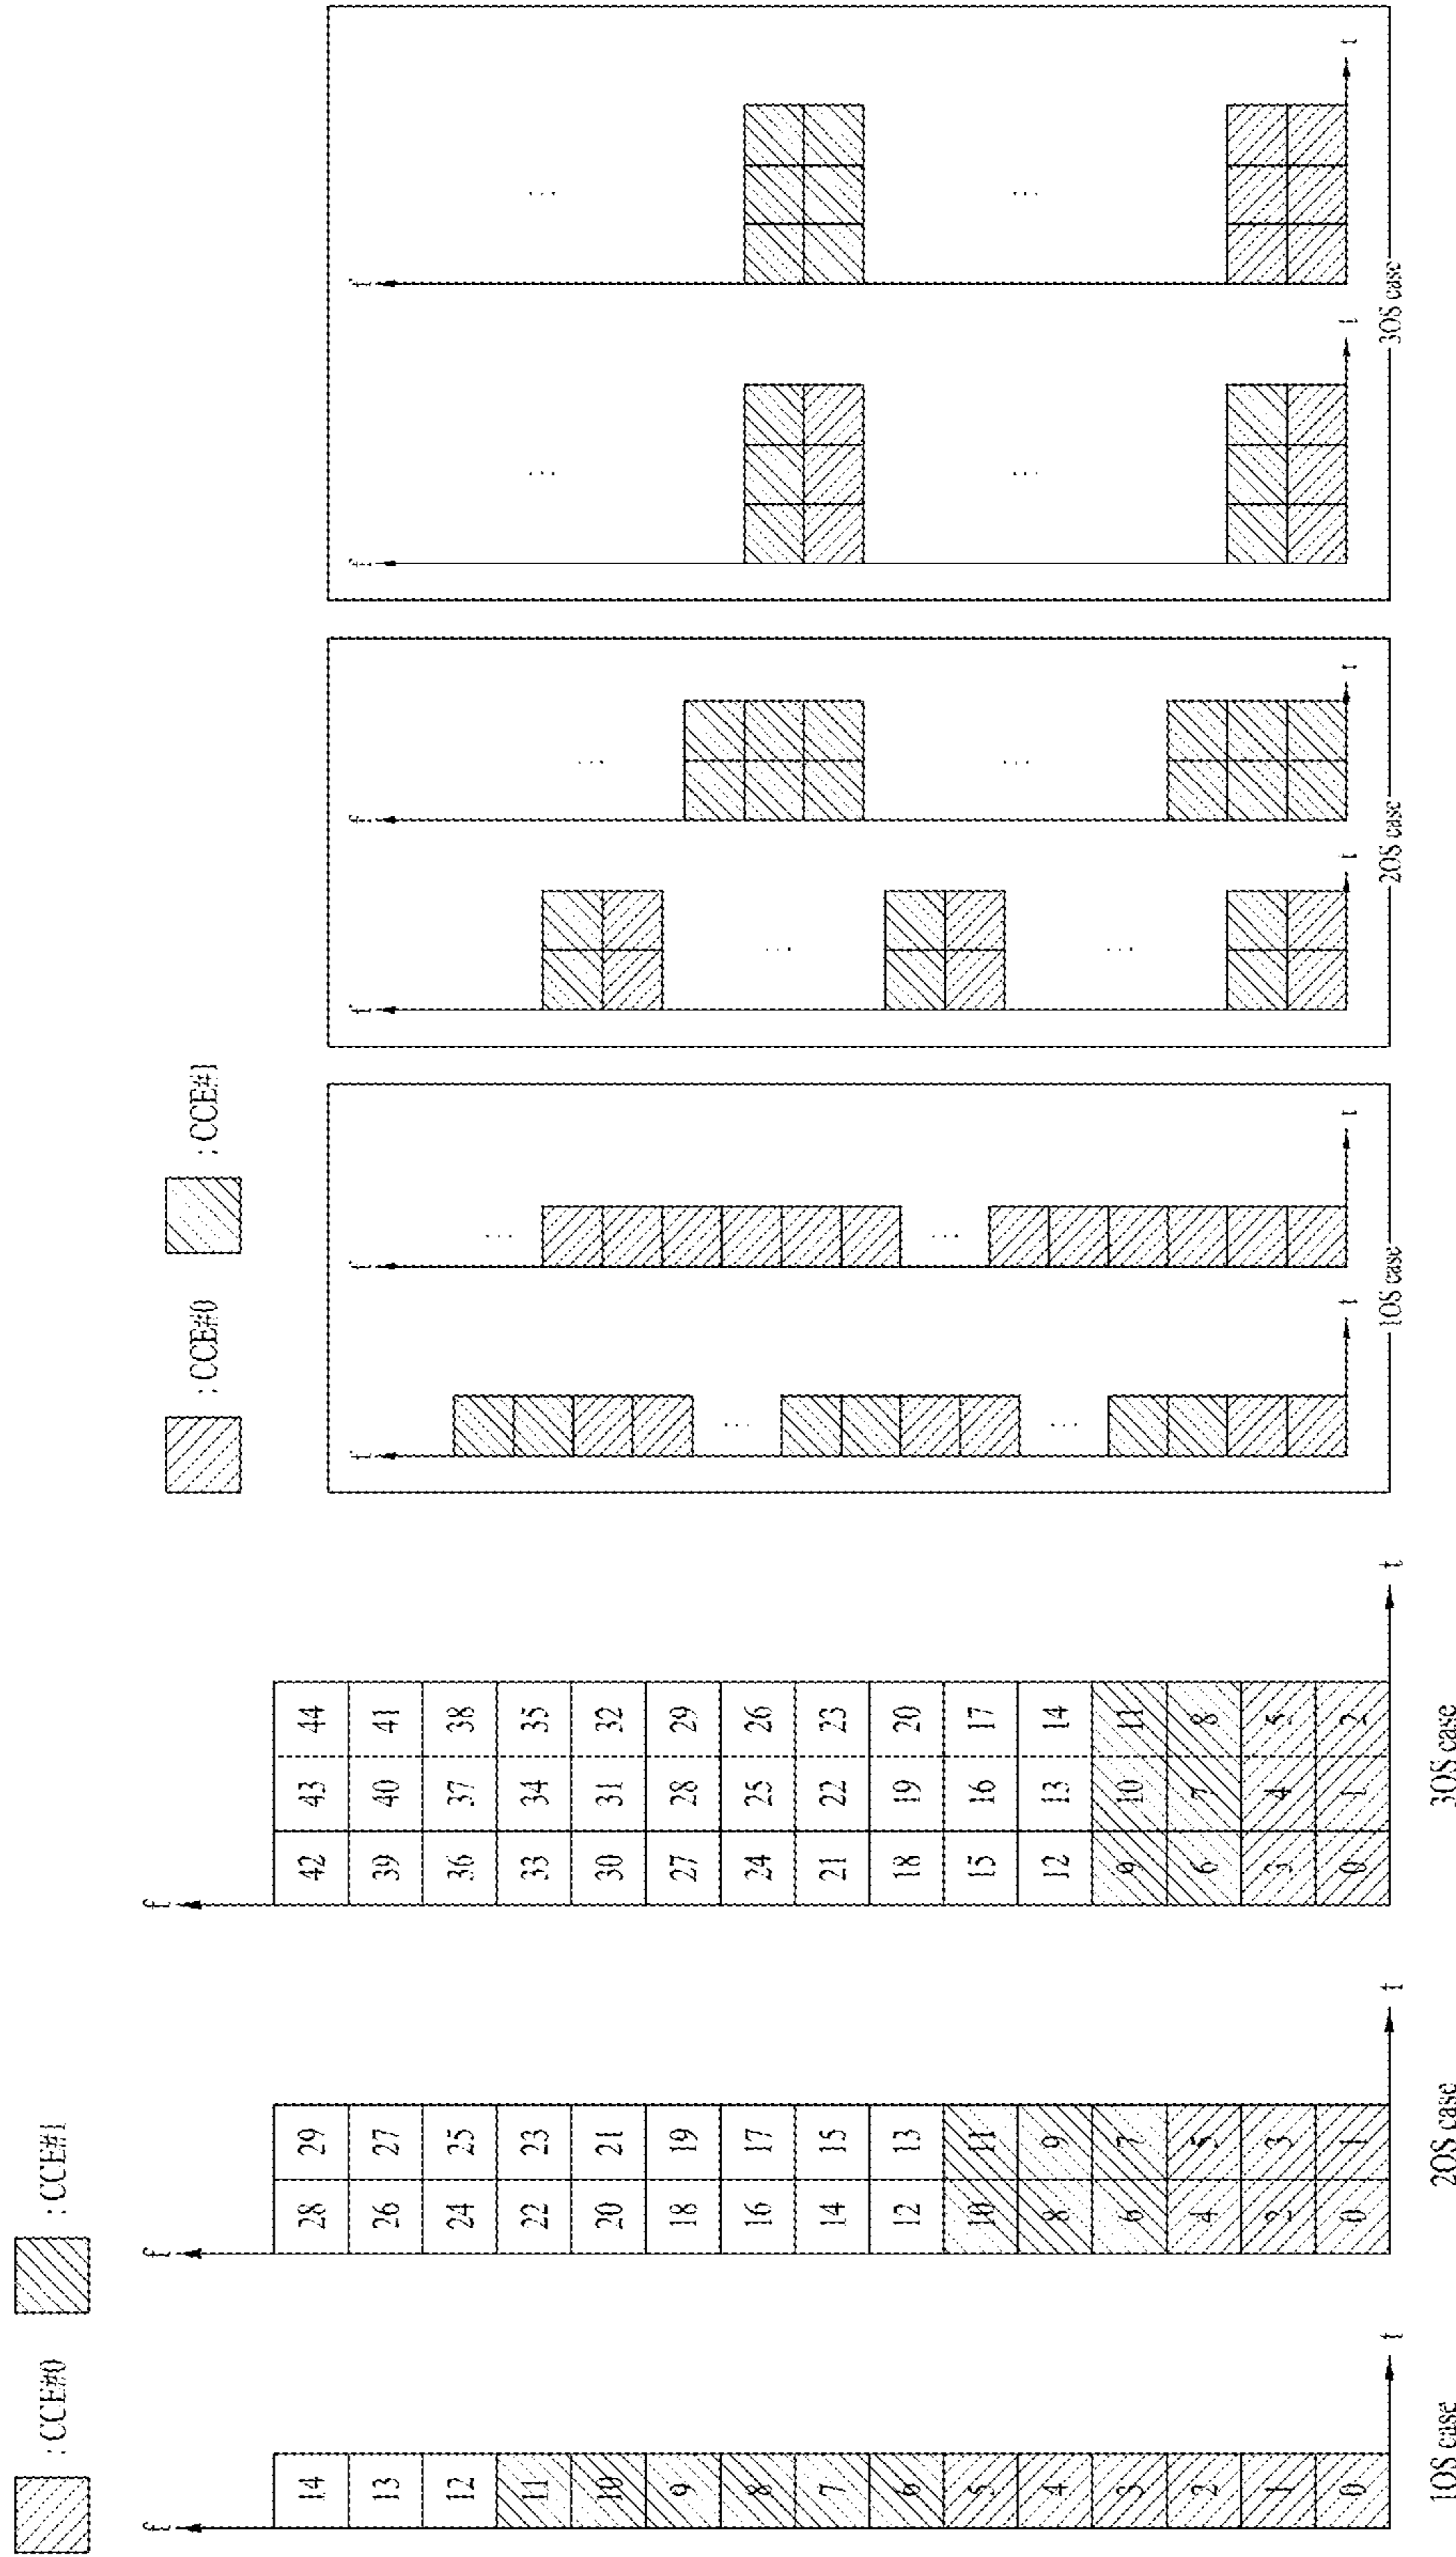 : CCE#0 : CCE#1
f f f
14 28 29 42 43 44
13 26 27 39 40 41
12 24 25 36 37 38
11 22 23 33 34 35
10 20 21 30 31 32
9 18 19 27 28 29
8 16 17 24 25 26
7 14 15 21 22 23
6 12 13 18 19 20
5 10 11 15 16 17
4 8 9 12 13 14
3 6 7 9 10 11
2 4 5 6 7 8
1 2 3 3 4 5
0 0 1 0 1 2
t t t
1OS case 2OS case 3OS case
: CCE#0 : CCE#1
f f f f f f
t t t t t t
1OS case 2OS case 3OS case